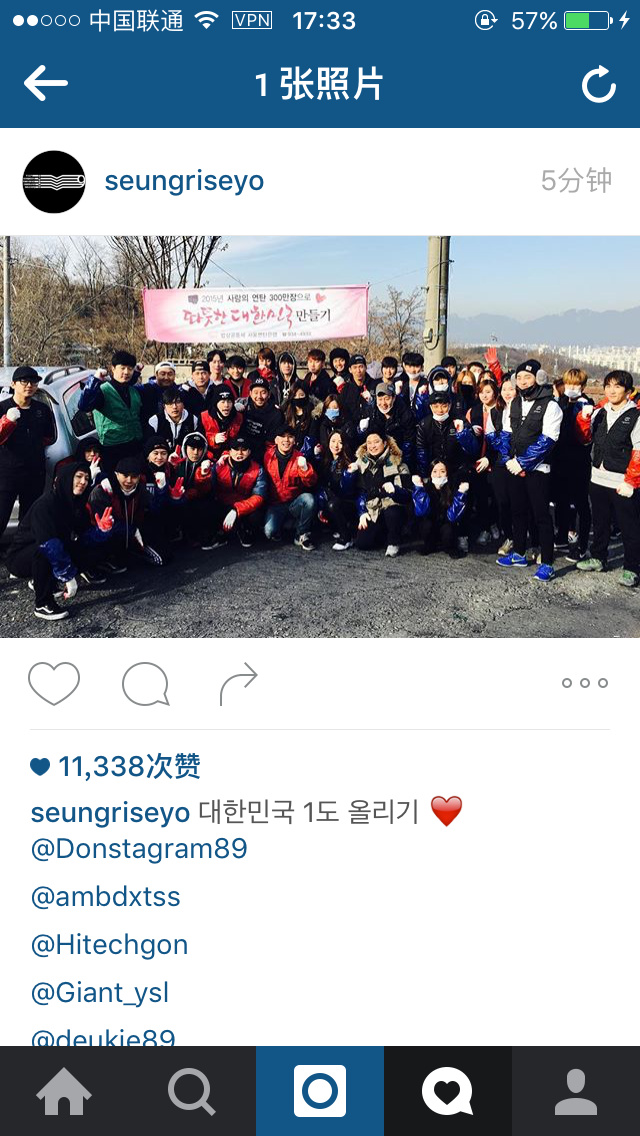 中国联通 VPN 17:33 57%
1 张照片
seungriseyo 5分钟
2015년 사랑의 연탄 300만장으로
따뜻한 대한민국 만들기
11,338次赞
seungriseyo 대한민국 1도 올리기 ❤️
@Donstagram89
@ambdxtss
@Hitechgon
@Giant_ysl
@deukie89